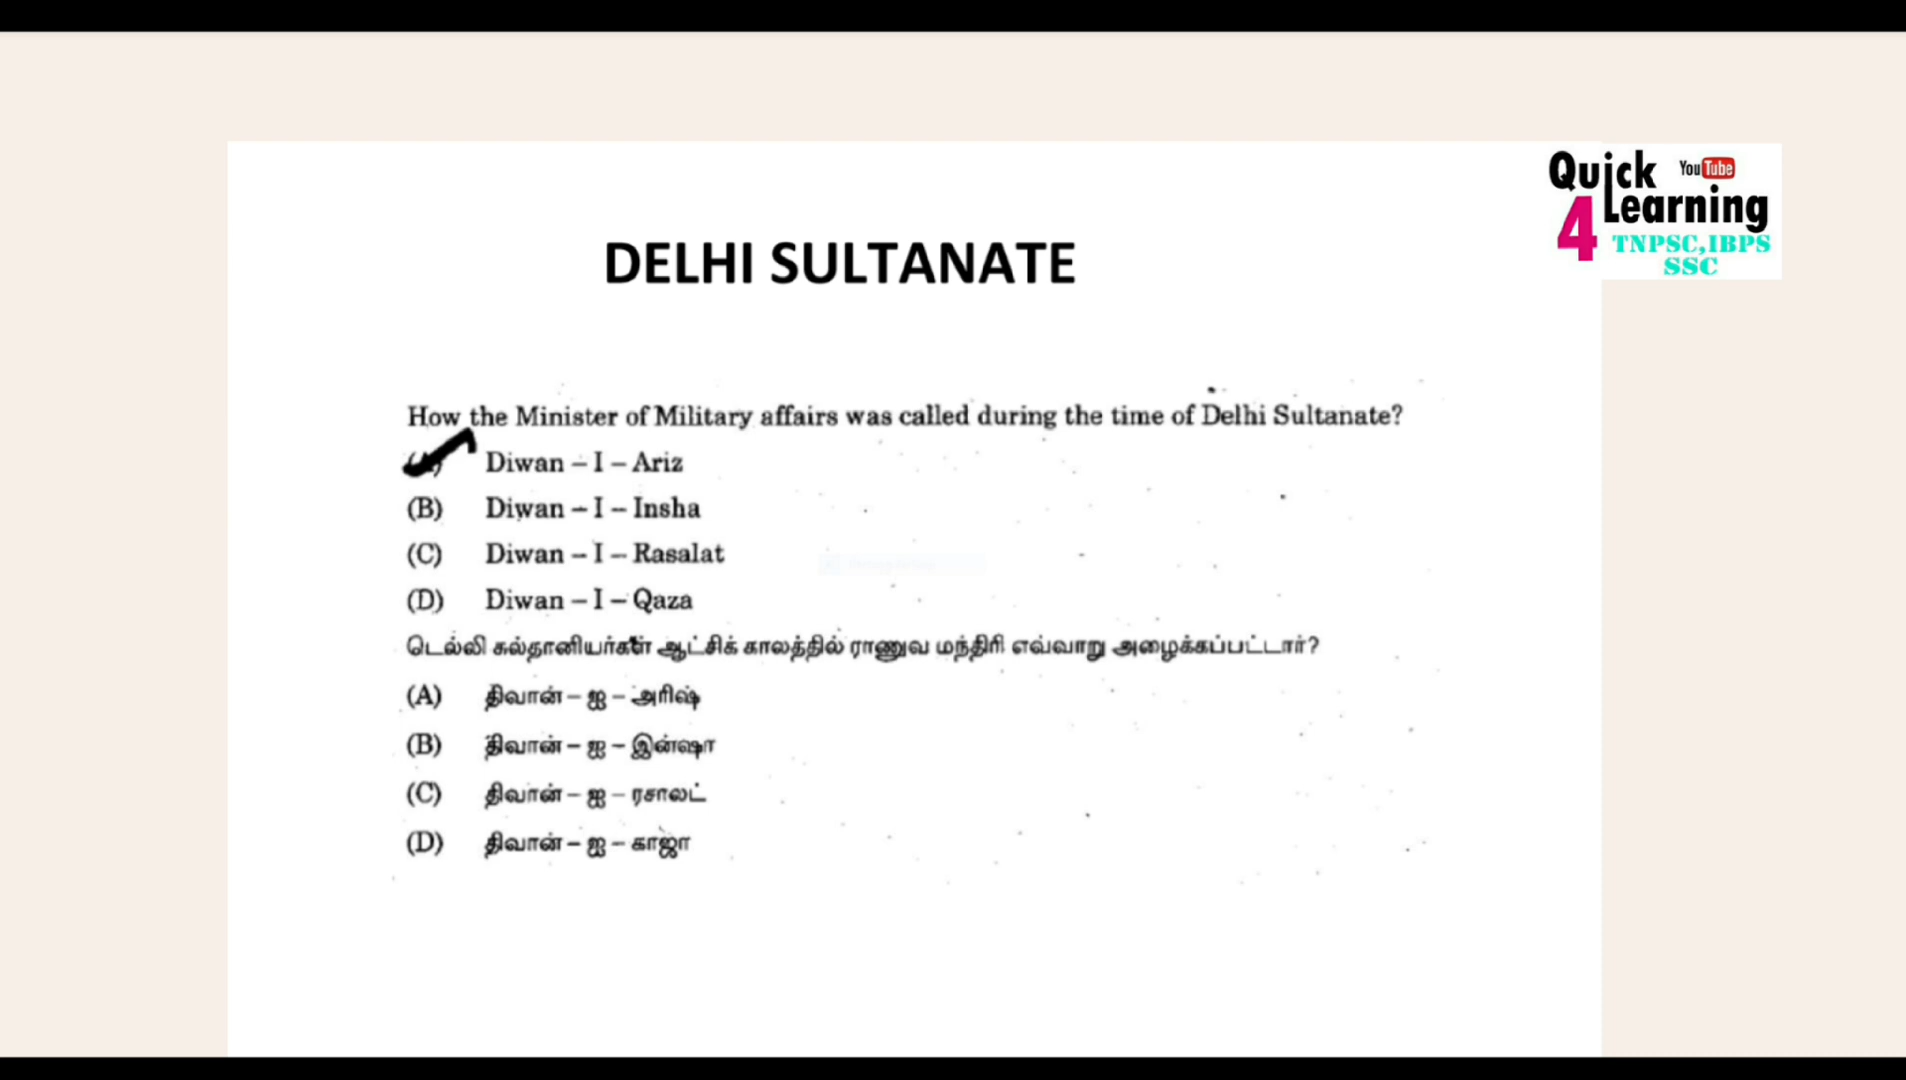 Quick YouTube
4 Learning
TNPSC,IBPS
SSC
DELHI SULTANATE
How the Minister of Military affairs was called during the time of Delhi Sultanate?
Diwan – I – Ariz
(B) Diwan – I – Insha
(C) Diwan – I – Rasalat
(D) Diwan – I – Qaza
டெல்லி சுல்தானியர்கள் ஆட்சிக் காலத்தில் ராணுவ மந்திரி எவ்வாறு அழைக்கப்பட்டார்?
(A) திவான் – ஐ – அரிஷ்
(B) திவான் – ஐ – இன்ஷா
(C) திவான் – ஐ – ரசாலட்
(D) திவான் – ஐ – காஜா